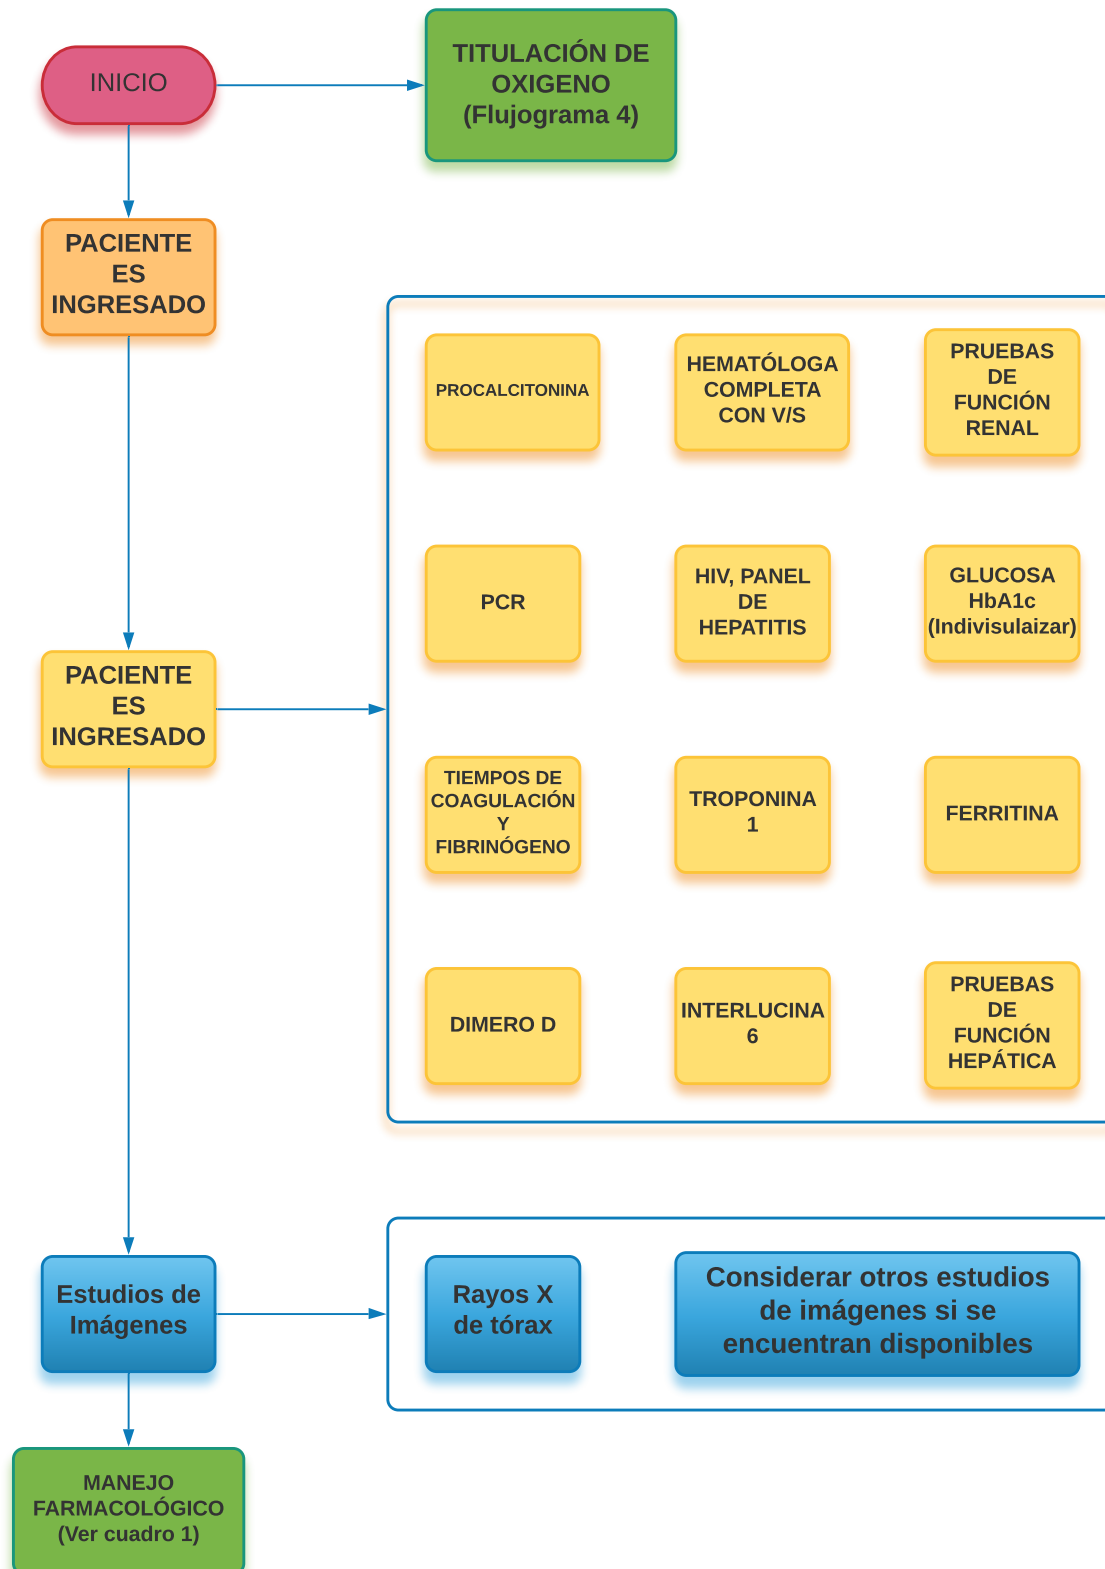 INICIO
TITULACIÓN DE
OXIGENO
(Flujograma 4)
PACIENTE
ES
INGRESADO
PROCALCITONINA
HEMATÓLOGA
COMPLETA
CON V/S
PRUEBAS
DE
FUNCIÓN
RENAL
PCR
HIV, PANEL
DE
HEPATITIS
GLUCOSA
HbA1c
(Indivisulaizar)
PACIENTE
ES
INGRESADO
TIEMPOS DE
COAGULACIÓN
Y
FIBRINÓGENO
TROPONINA
1
FERRITINA
DIMERO D
INTERLUCINA
6
PRUEBAS
DE
FUNCIÓN
HEPÁTICA
Estudios de
Imágenes
Rayos X
de tórax
Considerar otros estudios
de imágenes si se
encuentran disponibles
MANEJO
FARMACOLÓGICO
(Ver cuadro 1)